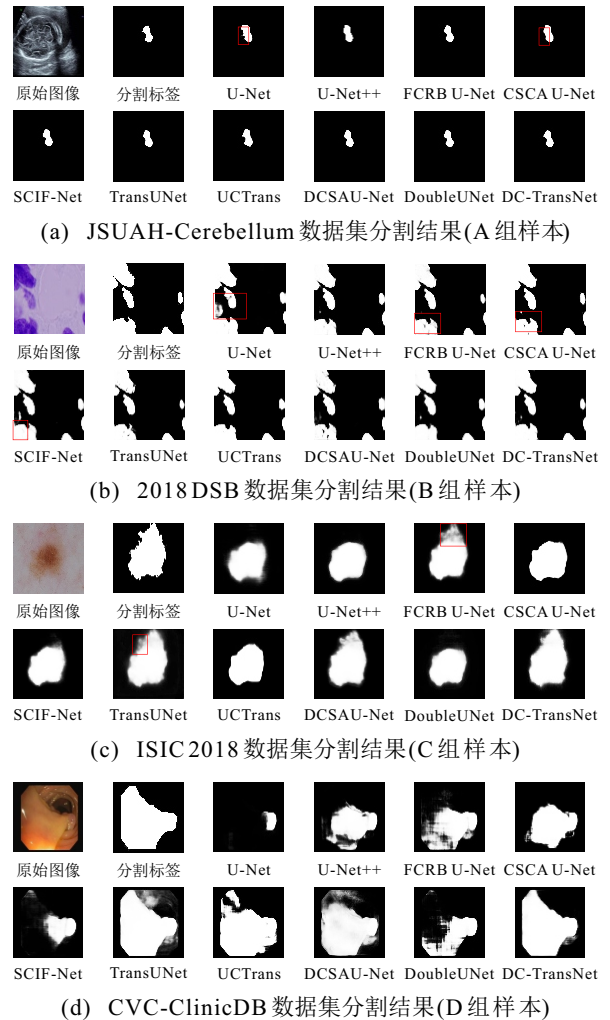 原始图像 分割标签 U-Net U-Net++ FCRB U-Net CSCA U-Net
SCIF-Net TransUNet UCTrans DCSAU-Net DoubleUNet DC-TransNet
(a) JSUAH-Cerebellum 数据集分割结果(A 组样本)
原始图像 分割标签 U-Net U-Net++ FCRB U-Net CSCA U-Net
SCIF-Net TransUNet UCTrans DCSAU-Net DoubleUNet DC-TransNet
(b) 2018 DSB 数据集分割结果(B 组样本)
原始图像 分割标签 U-Net U-Net++ FCRB U-Net CSCA U-Net
SCIF-Net TransUNet UCTrans DCSAU-Net DoubleUNet DC-TransNet
(c) ISIC 2018 数据集分割结果(C 组样本)
原始图像 分割标签 U-Net U-Net++ FCRB U-Net CSCA U-Net
SCIF-Net TransUNet UCTrans DCSAU-Net DoubleUNet DC-TransNet
(d) CVC-ClinicDB 数据集分割结果(D 组样本)